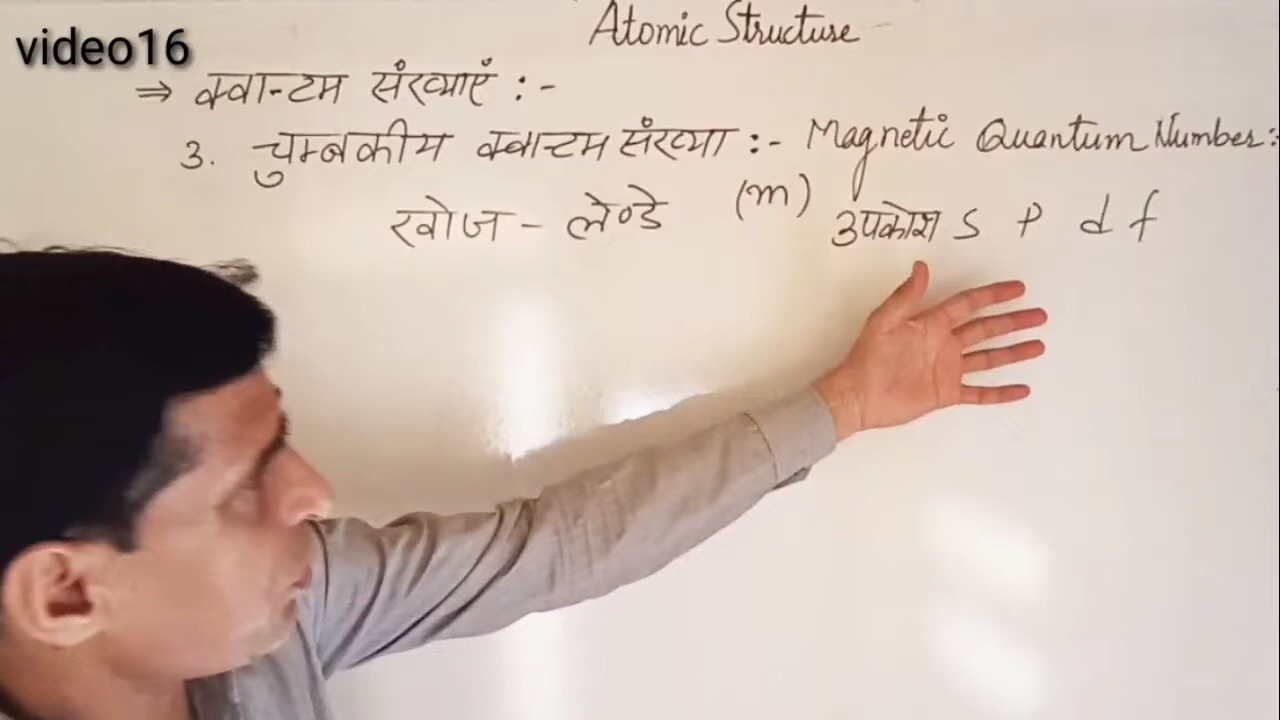 video16
Atomic Structure
⇒ क्वान्टम संख्याएं :-
3. चुम्बकीय क्वान्टम संख्या :- Magnetic Quantum Number:
खोज - लेण्डे (m) उपकोश s p d f